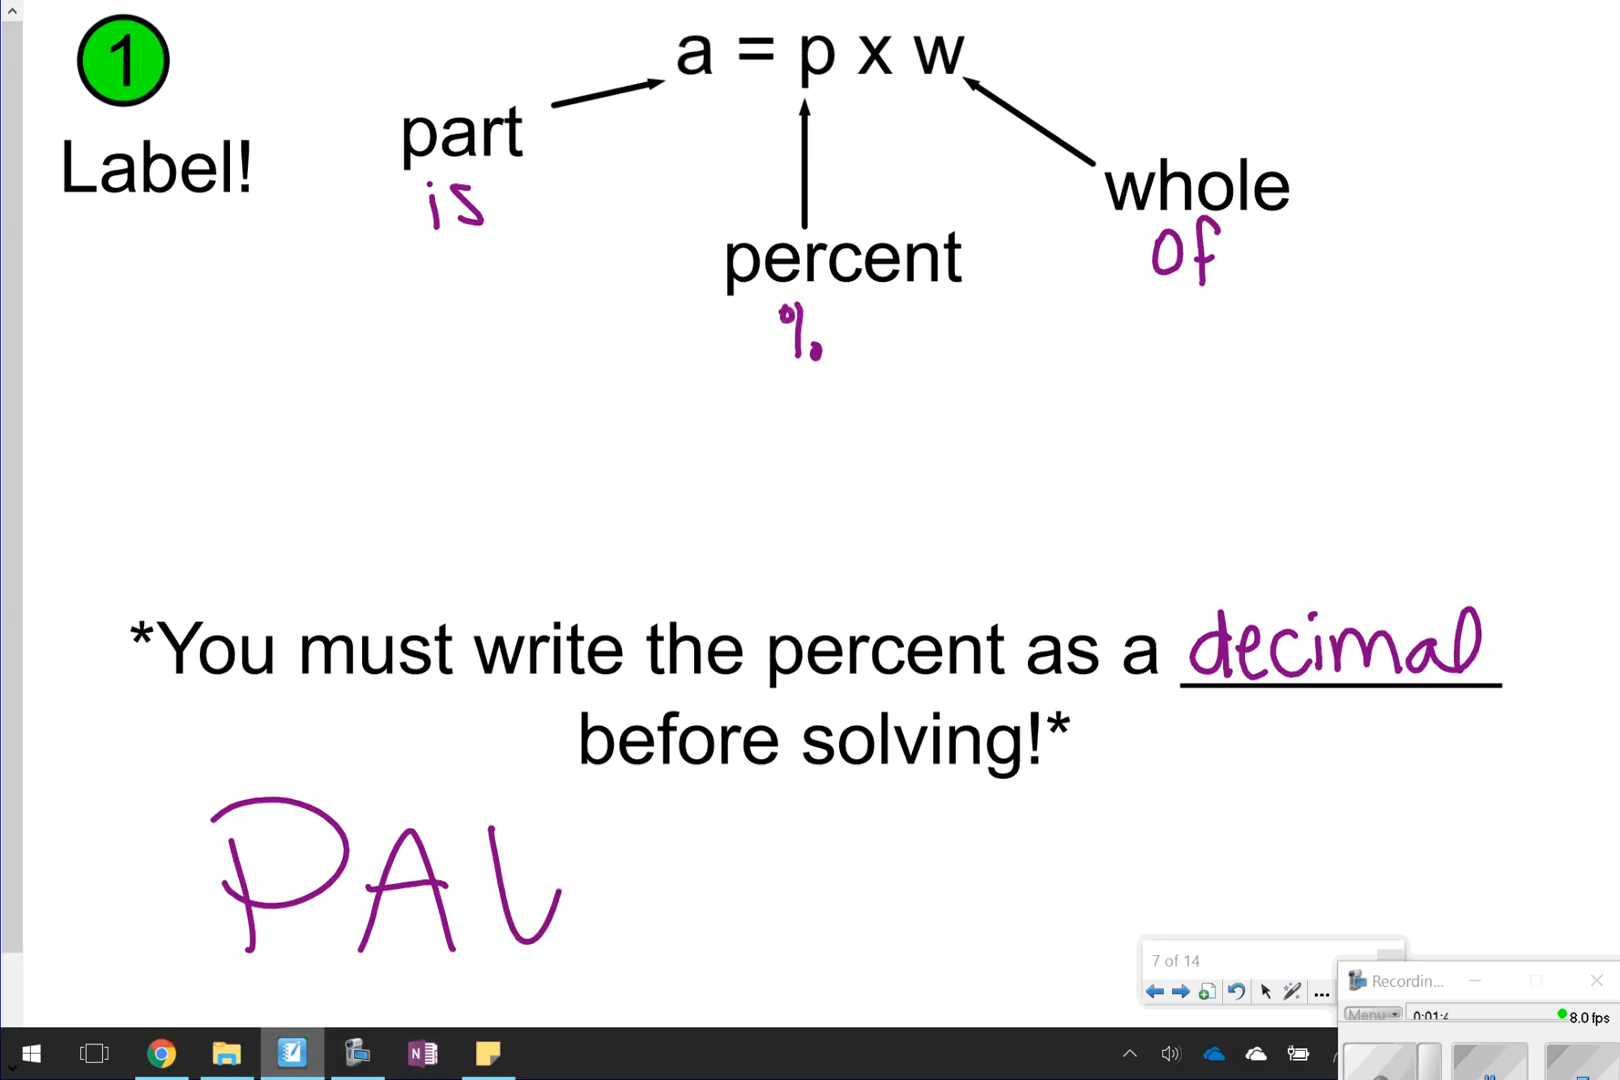 1
a = p x w
Label!
part
is
whole
of
percent
%
*You must write the percent as a decimal
before solving!*
PAU
7 of 14
Recordin...
Menu
8.0 fps